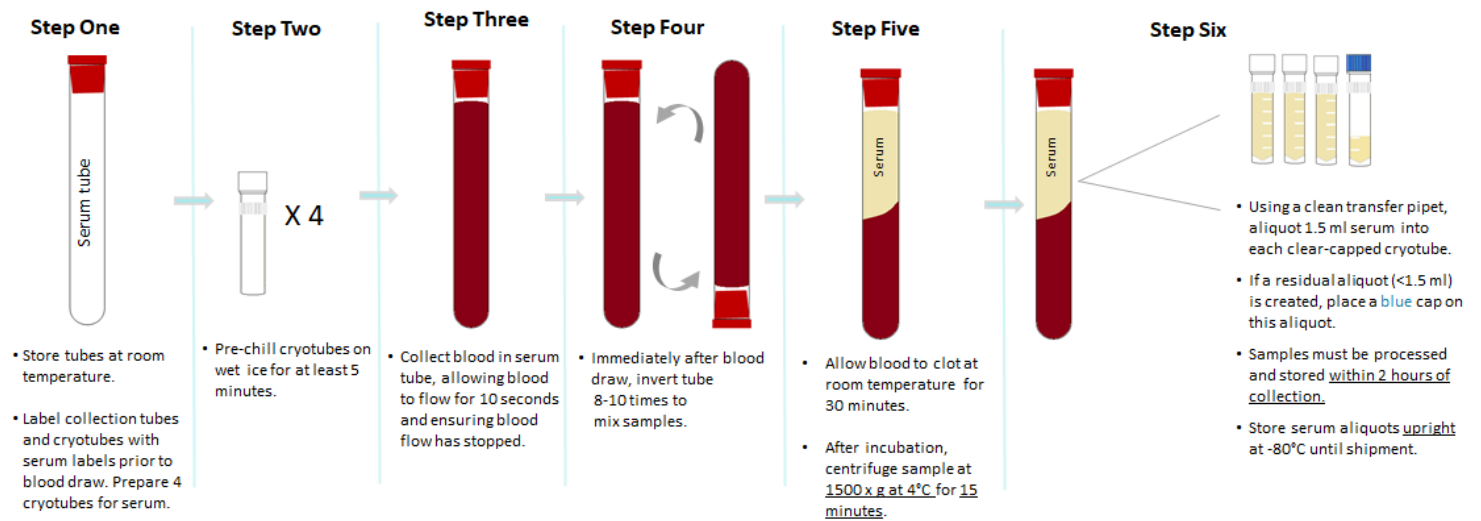 Step One
Serum tube
• Store tubes at room
temperature.
• Label collection tubes
and cryotubes with
serum labels prior to
blood draw. Prepare 4
cryotubes for serum.
Step Two
X 4
• Pre-chill cryotubes on
wet ice for at least 5
minutes.
Step Three
• Collect blood in serum
tube, allowing blood
to flow for 10 seconds
and ensuring blood
flow has stopped.
Step Four
• Immediately after blood
draw, invert tube
8-10 times to
mix samples.
Step Five
Serum
• Allow blood to clot at
room temperature for
30 minutes.
• After incubation,
centrifuge sample at
1500 x g at 4°C for 15
minutes.
Step Six
Serum
• Using a clean transfer pipet,
aliquot 1.5 ml serum into
each clear-capped cryotube.
• If a residual aliquot (<1.5 ml)
is created, place a blue cap on
this aliquot.
• Samples must be processed
and stored within 2 hours of
collection.
• Store serum aliquots upright
at -80°C until shipment.